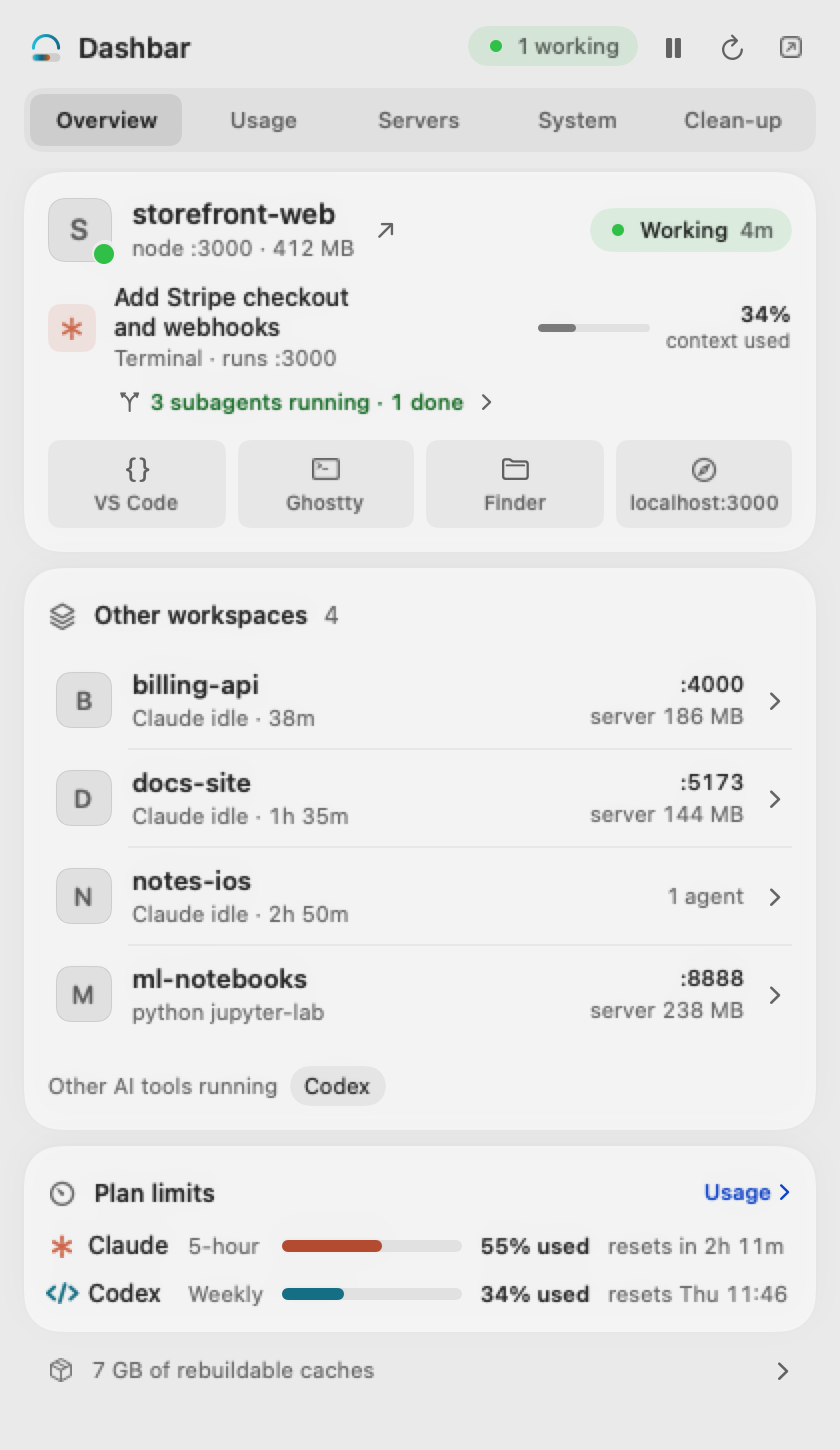 Dashbar
1 working
Overview
Usage
Servers
System
Clean-up
S
storefront-web
node :3000 · 412 MB
Working 4m
Add Stripe checkout
and webhooks
Terminal · runs :3000
34%
context used
3 subagents running · 1 done
VS Code
Ghostty
Finder
localhost:3000
Other workspaces 4
B
billing-api
Claude idle · 38m
:4000
server 186 MB
D
docs-site
Claude idle · 1h 35m
:5173
server 144 MB
N
notes-ios
Claude idle · 2h 50m
1 agent
M
ml-notebooks
python jupyter-lab
:8888
server 238 MB
Other AI tools running Codex
Plan limits
Usage
Claude 5-hour 55% used resets in 2h 11m
Codex Weekly 34% used resets Thu 11:46
7 GB of rebuildable caches